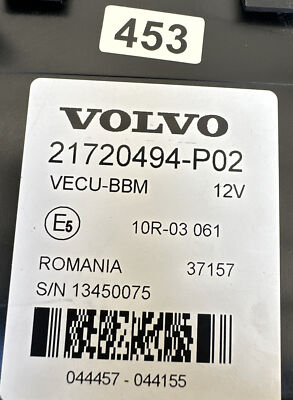 453
VOLVO
21720494-P02
VECU-BBM 12V
E5 10R-03 061
ROMANIA 37157
S/N 13450075
044457 - 044155